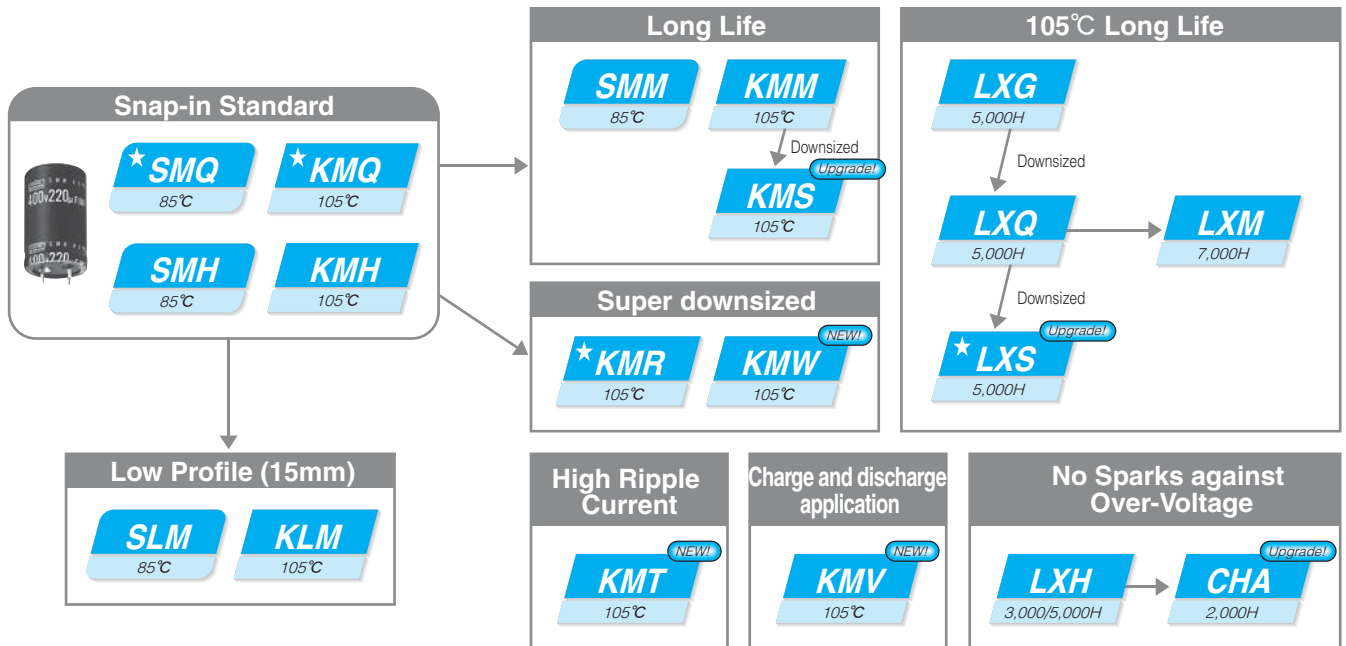 Snap-in Standard
400v220μF
★SMQ
85℃
★KMQ
105℃
SMH
85℃
KMH
105℃
Long Life
SMM
85℃
KMM
105℃
Downsized
Upgrade!
KMS
105℃
Super downsized
★KMR
105℃
NEW!
KMW
105℃
105℃ Long Life
LXG
5,000H
Downsized
LXQ
5,000H
LXM
7,000H
Downsized
Upgrade!
★LXS
5,000H
Low Profile (15mm)
SLM
85℃
KLM
105℃
High Ripple
Current
NEW!
KMT
105℃
Charge and discharge
application
NEW!
KMV
105℃
No Sparks against
Over-Voltage
LXH
3,000/5,000H
Upgrade!
CHA
2,000H